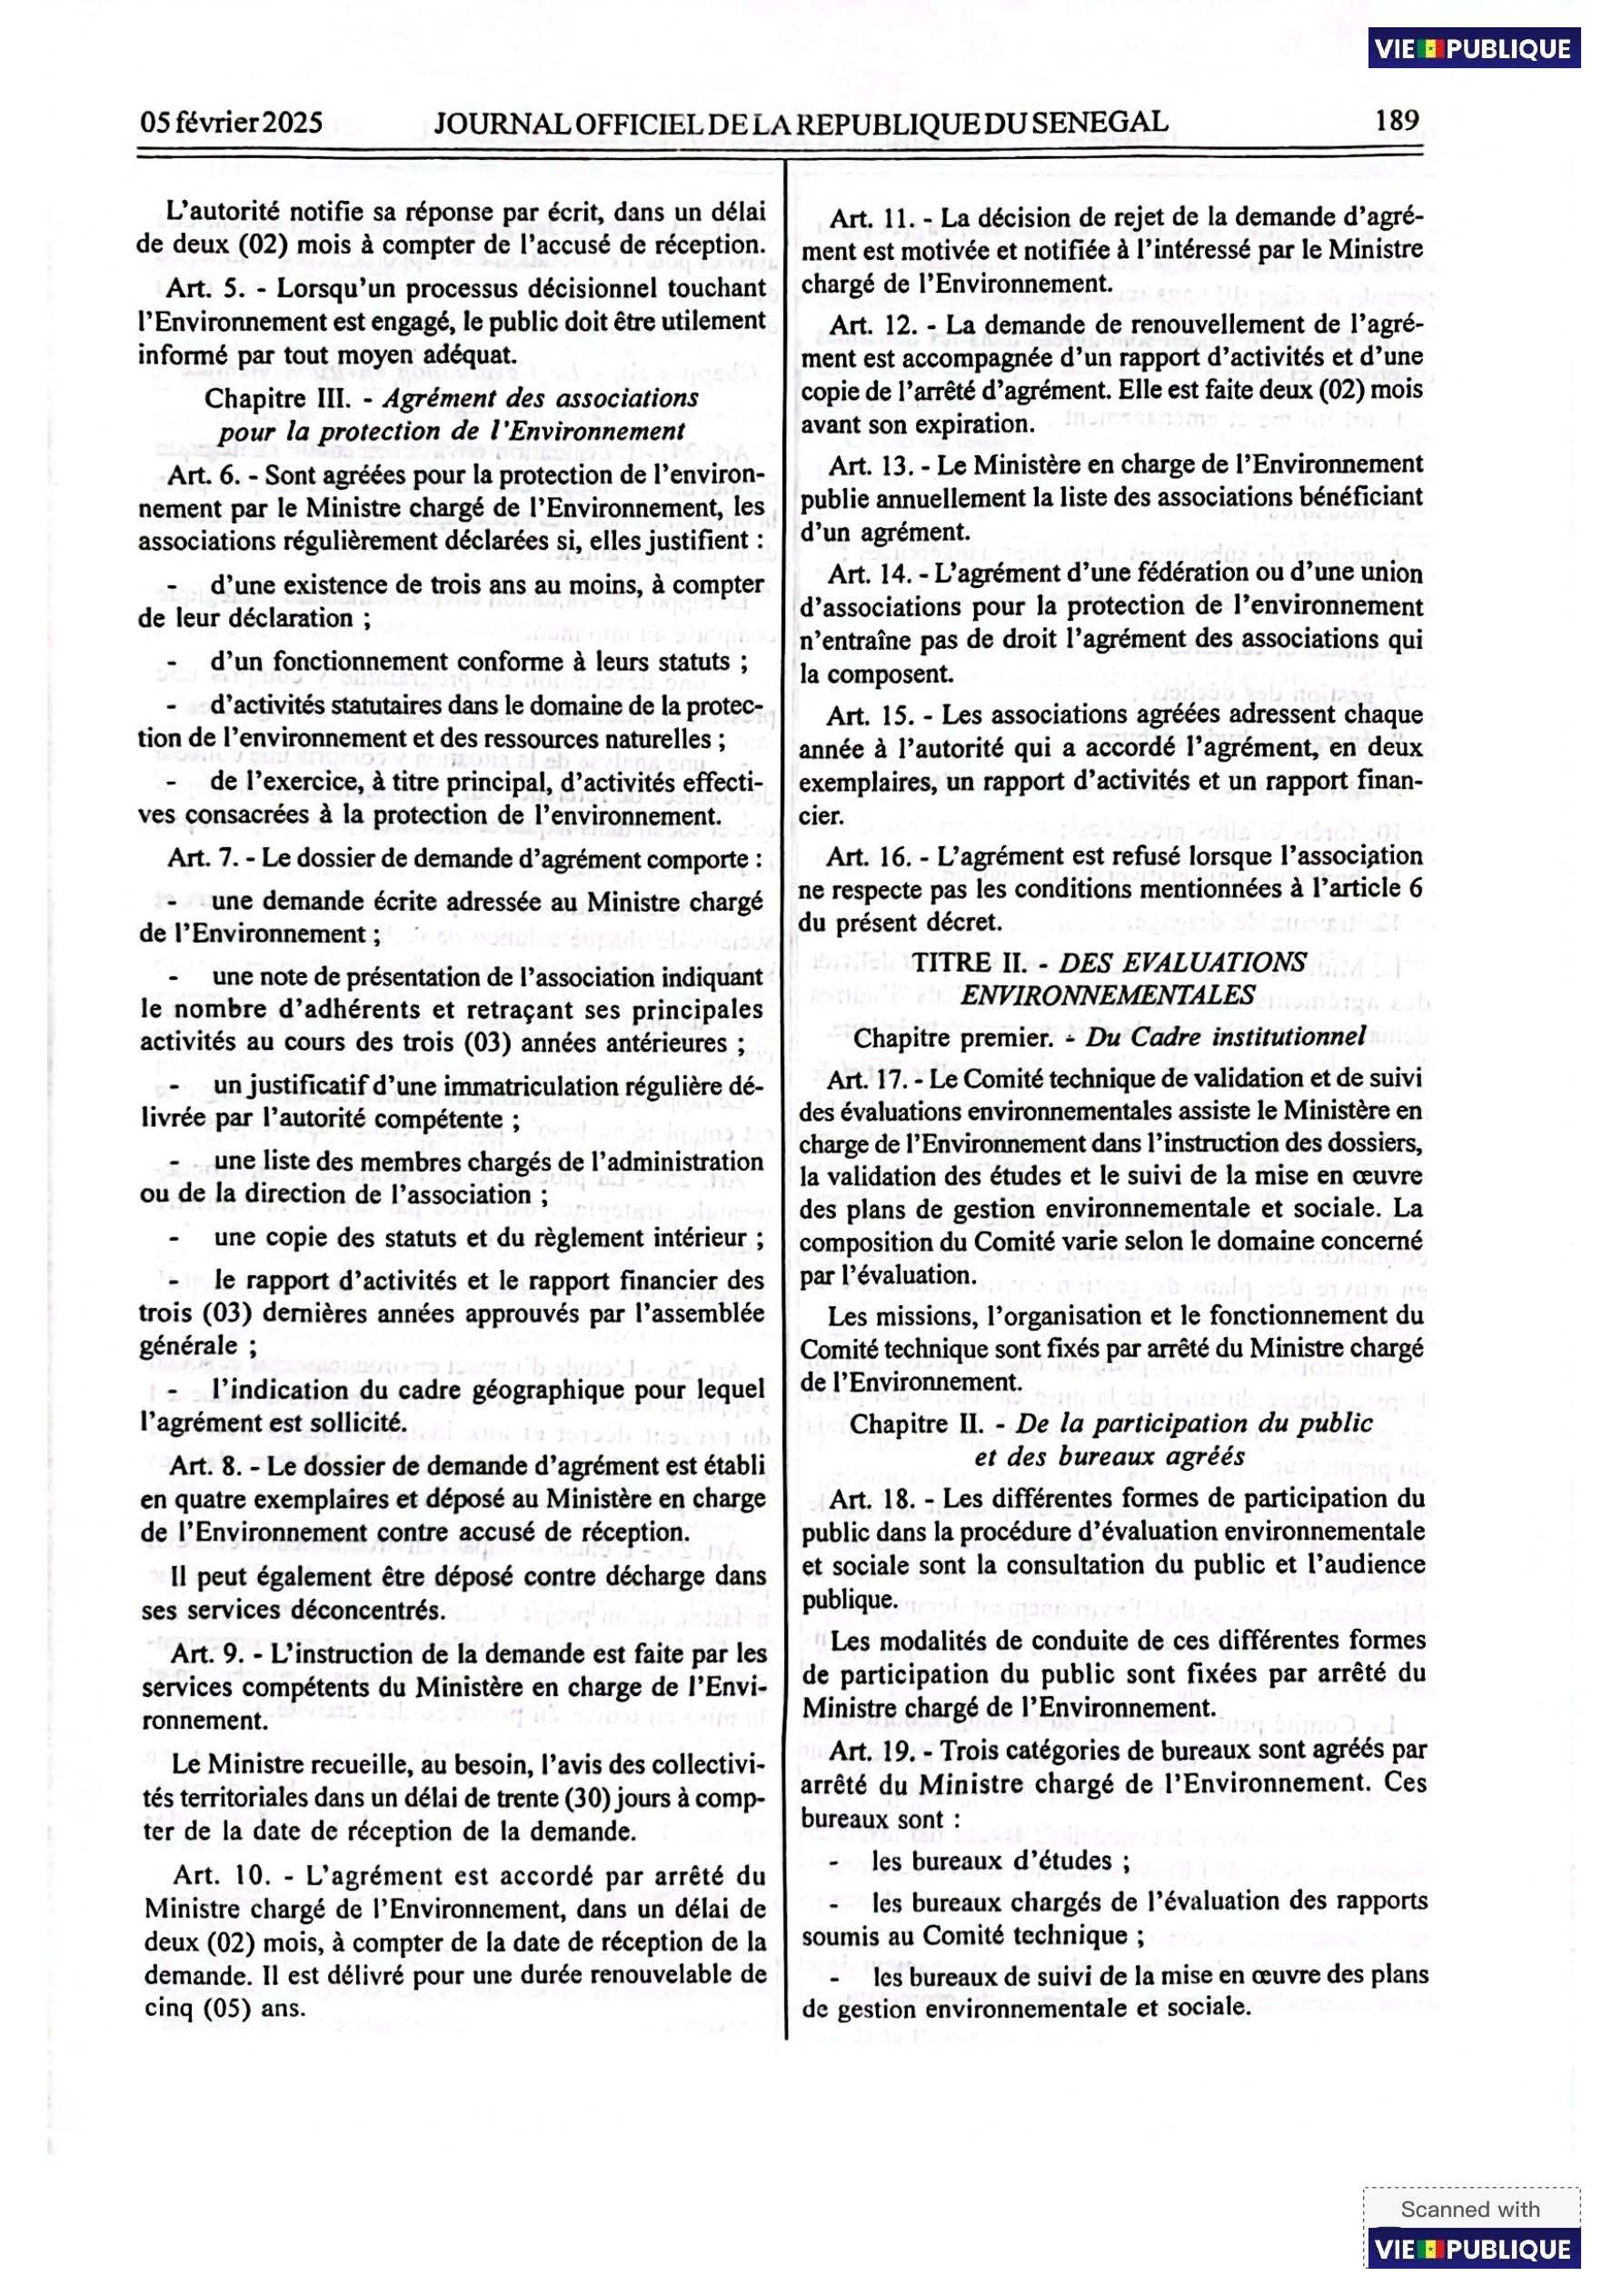 VIE PUBLIQUE
05 février 2025 JOURNAL OFFICIEL DE LA REPUBLIQUE DU SENEGAL 189
L'autorité notifie sa réponse par écrit, dans un délai
de deux (02) mois à compter de l'accusé de réception.
Art. 5. - Lorsqu'un processus décisionnel touchant
l'Environnement est engagé, le public doit être utilement
informé par tout moyen adéquat.
Chapitre III. - Agrément des associations
pour la protection de l'Environnement
Art. 6. - Sont agréées pour la protection de l'environ-
nement par le Ministre chargé de l'Environnement, les
associations régulièrement déclarées si, elles justifient :
- d'une existence de trois ans au moins, à compter
de leur déclaration ;
- d'un fonctionnement conforme à leurs statuts ;
- d'activités statutaires dans le domaine de la protec-
tion de l'environnement et des ressources naturelles ;
- de l'exercice, à titre principal, d'activités effecti-
ves consacrées à la protection de l'environnement.
Art. 7. - Le dossier de demande d'agrément comporte :
- une demande écrite adressée au Ministre chargé
de l'Environnement ;
- une note de présentation de l'association indiquant
le nombre d'adhérents et retraçant ses principales
activités au cours des trois (03) années antérieures ;
- un justificatif d'une immatriculation régulière dé-
livrée par l'autorité compétente ;
- une liste des membres chargés de l'administration
ou de la direction de l'association ;
- une copie des statuts et du règlement intérieur ;
- le rapport d'activités et le rapport financier des
trois (03) dernières années approuvés par l'assemblée
générale ;
- l'indication du cadre géographique pour lequel
l'agrément est sollicité.
Art. 8. - Le dossier de demande d'agrément est établi
en quatre exemplaires et déposé au Ministère en charge
de l'Environnement contre accusé de réception.
Il peut également être déposé contre décharge dans
ses services déconcentrés.
Art. 9. - L'instruction de la demande est faite par les
services compétents du Ministère en charge de l'Envi-
ronnement.
Le Ministre recueille, au besoin, l'avis des collectivi-
tés territoriales dans un délai de trente (30) jours à comp-
ter de la date de réception de la demande.
Art. 10. - L'agrément est accordé par arrêté du
Ministre chargé de l'Environnement, dans un délai de
deux (02) mois, à compter de la date de réception de la
demande. Il est délivré pour une durée renouvelable de
cinq (05) ans.
Art. 11. - La décision de rejet de la demande d'agré-
ment est motivée et notifiée à l'intéressé par le Ministre
chargé de l'Environnement.
Art. 12. - La demande de renouvellement de l'agré-
ment est accompagnée d'un rapport d'activités et d'une
copie de l'arrêté d'agrément. Elle est faite deux (02) mois
avant son expiration.
Art. 13. - Le Ministère en charge de l'Environnement
publie annuellement la liste des associations bénéficiant
d'un agrément.
Art. 14. - L'agrément d'une fédération ou d'une union
d'associations pour la protection de l'environnement
n'entraîne pas de droit l'agrément des associations qui
la composent.
Art. 15. - Les associations agréées adressent chaque
année à l'autorité qui a accordé l'agrément, en deux
exemplaires, un rapport d'activités et un rapport finan-
cier.
Art. 16. - L'agrément est refusé lorsque l'association
ne respecte pas les conditions mentionnées à l'article 6
du présent décret.
TITRE II. - DES EVALUATIONS
ENVIRONNEMENTALES
Chapitre premier. - Du Cadre institutionnel
Art. 17. - Le Comité technique de validation et de suivi
des évaluations environnementales assiste le Ministère en
charge de l'Environnement dans l'instruction des dossiers,
la validation des études et le suivi de la mise en œuvre
des plans de gestion environnementale et sociale. La
composition du Comité varie selon le domaine concerné
par l'évaluation.
Les missions, l'organisation et le fonctionnement du
Comité technique sont fixés par arrêté du Ministre chargé
de l'Environnement.
Chapitre II. - De la participation du public
et des bureaux agréés
Art. 18. - Les différentes formes de participation du
public dans la procédure d'évaluation environnementale
et sociale sont la consultation du public et l'audience
publique.
Les modalités de conduite de ces différentes formes
de participation du public sont fixées par arrêté du
Ministre chargé de l'Environnement.
Art. 19. - Trois catégories de bureaux sont agréés par
arrêté du Ministre chargé de l'Environnement. Ces
bureaux sont :
- les bureaux d'études ;
- les bureaux chargés de l'évaluation des rapports
soumis au Comité technique ;
- les bureaux de suivi de la mise en œuvre des plans
de gestion environnementale et sociale.
Scanned with
VIE PUBLIQUE